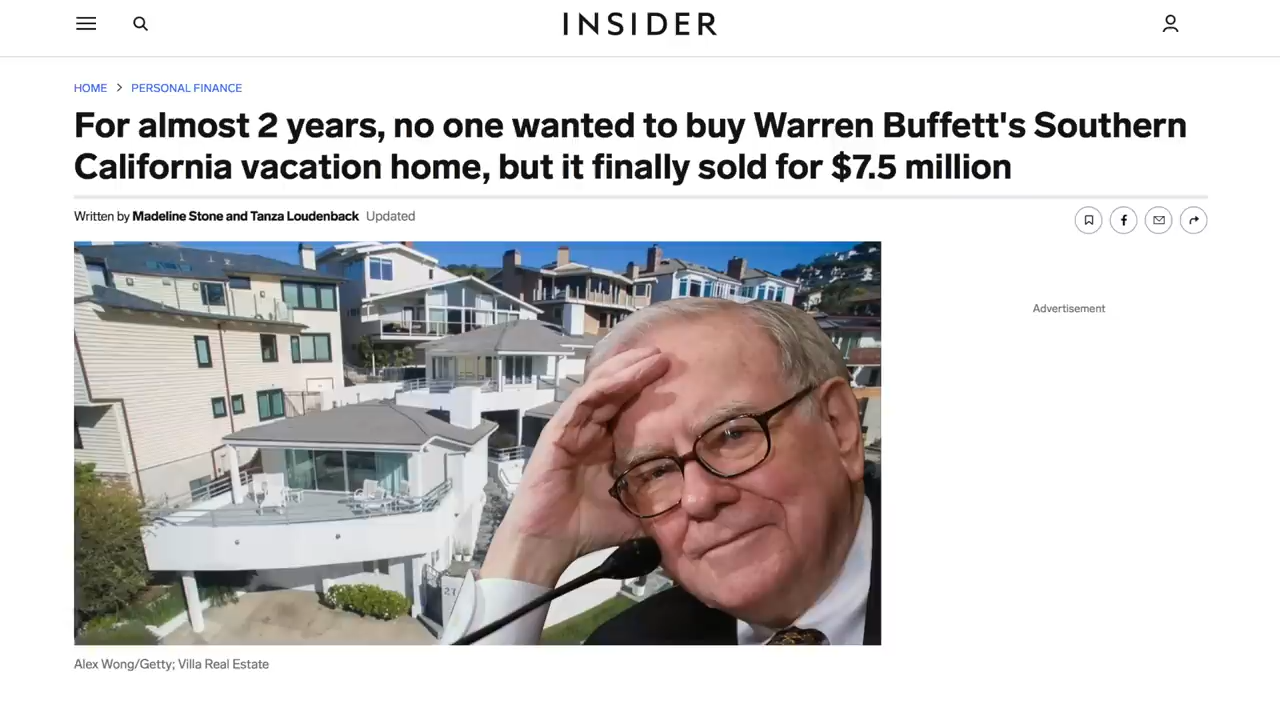 INSIDER
HOME > PERSONAL FINANCE
For almost 2 years, no one wanted to buy Warren Buffett's Southern
California vacation home, but it finally sold for $7.5 million
Written by Madeline Stone and Tanza Loudenback Updated
Advertisement
27
Alex Wong/Getty; Villa Real Estate